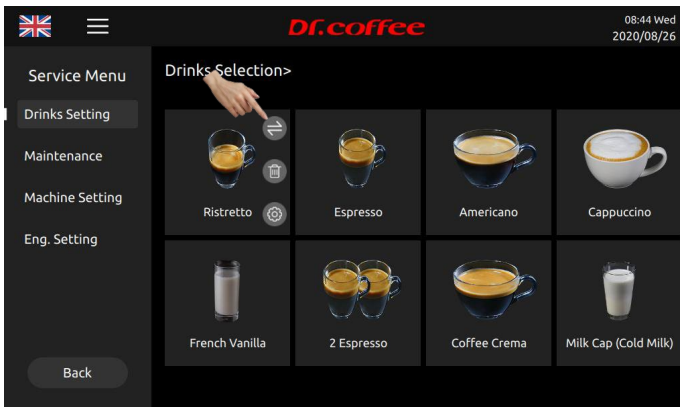 Dr.coffee
08:44 Wed
2020/08/26
Service Menu
Drinks Setting
Maintenance
Machine Setting
Eng. Setting
Back
Drinks Selection>
Ristretto
Espresso
Americano
Cappuccino
French Vanilla
2 Espresso
Coffee Crema
Milk Cap (Cold Milk)